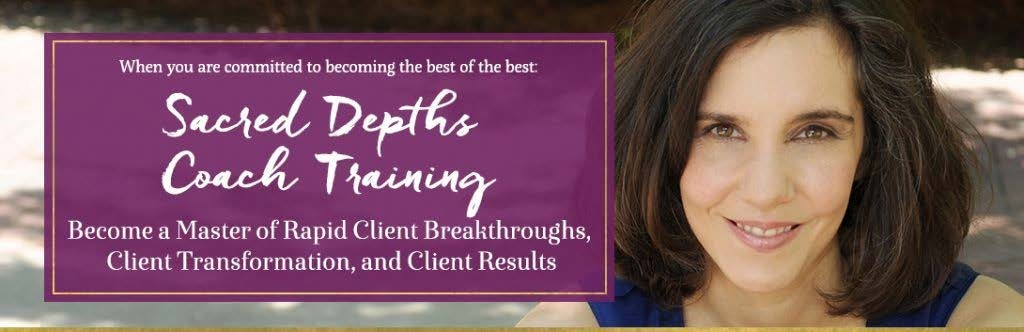 When you are committed to becoming the best of the best:
Sacred Depths
Coach Training
Become a Master of Rapid Client Breakthroughs,
Client Transformation, and Client Results